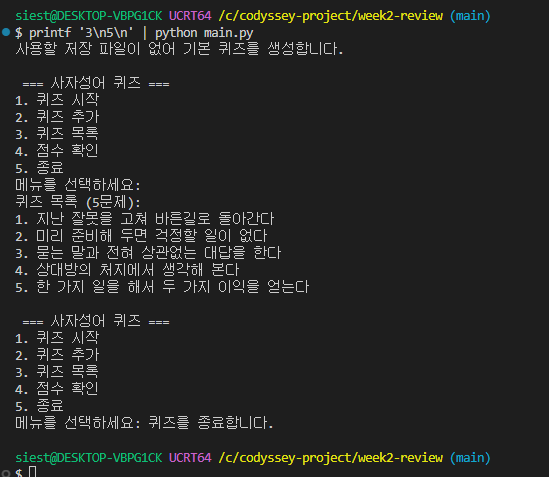 siest@DESKTOP-VBPG1CK UCRT64 /c/codyssey-project/week2-review (main)
$ printf '3\n5\n' | python main.py
사용할 저장 파일이 없어 기본 퀴즈를 생성합니다.
=== 사자성어 퀴즈 ===
1. 퀴즈 시작
2. 퀴즈 추가
3. 퀴즈 목록
4. 점수 확인
5. 종료
메뉴를 선택하세요:
퀴즈 목록 (5문제):
1. 지난 잘못을 고쳐 바른길로 돌아간다
2. 미리 준비해 두면 걱정할 일이 없다
3. 묻는 말과 전혀 상관없는 대답을 한다
4. 상대방의 처지에서 생각해 본다
5. 한 가지 일을 해서 두 가지 이익을 얻는다
=== 사자성어 퀴즈 ===
1. 퀴즈 시작
2. 퀴즈 추가
3. 퀴즈 목록
4. 점수 확인
5. 종료
메뉴를 선택하세요: 퀴즈를 종료합니다.
siest@DESKTOP-VBPG1CK UCRT64 /c/codyssey-project/week2-review (main)
$